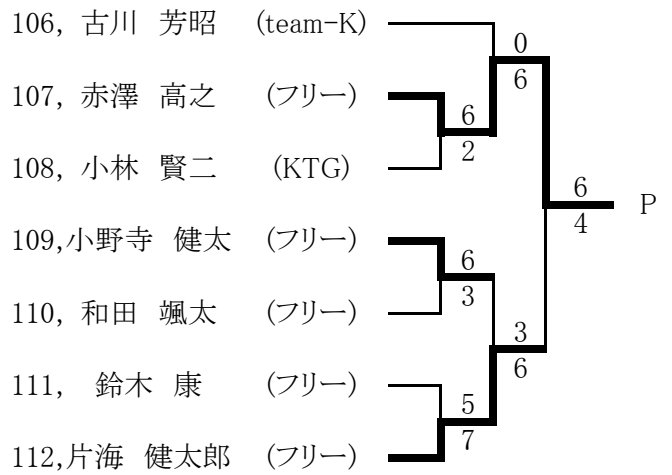 106, 古川 芳昭 (team-K)
0
6
107, 赤澤 高之 (フリー)
6
2
108, 小林 賢二 (KTG)
6
4
P
109,小野寺 健太 (フリー)
6
3
110, 和田 颯太 (フリー)
3
6
111, 鈴木 康 (フリー)
5
7
112,片海 健太郎 (フリー)